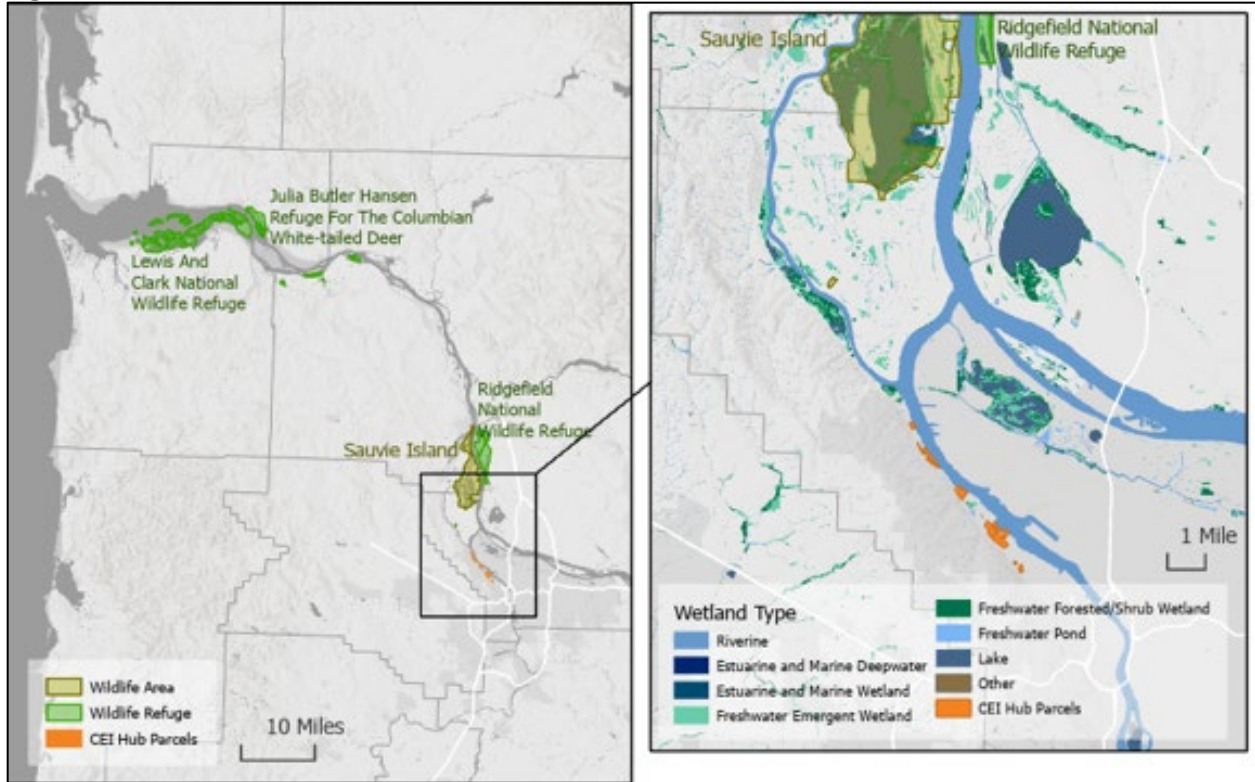 Julia Butler Hansen
Refuge For The Columbian
White-tailed Deer
Lewis And
Clark National
Wildlife Refuge
Ridgefield
National
Wildlife Refuge
Sauvie Island
Wildlife Area
Wildlife Refuge
CEI Hub Parcels
10 Miles
Sauvie Island
Ridgefield National
Wildlife Refuge
1 Mile
Wetland Type
Riverine
Estuarine and Marine Deepwater
Estuarine and Marine Wetland
Freshwater Emergent Wetland
Freshwater Forested/Shrub Wetland
Freshwater Pond
Lake
Other
CEI Hub Parcels